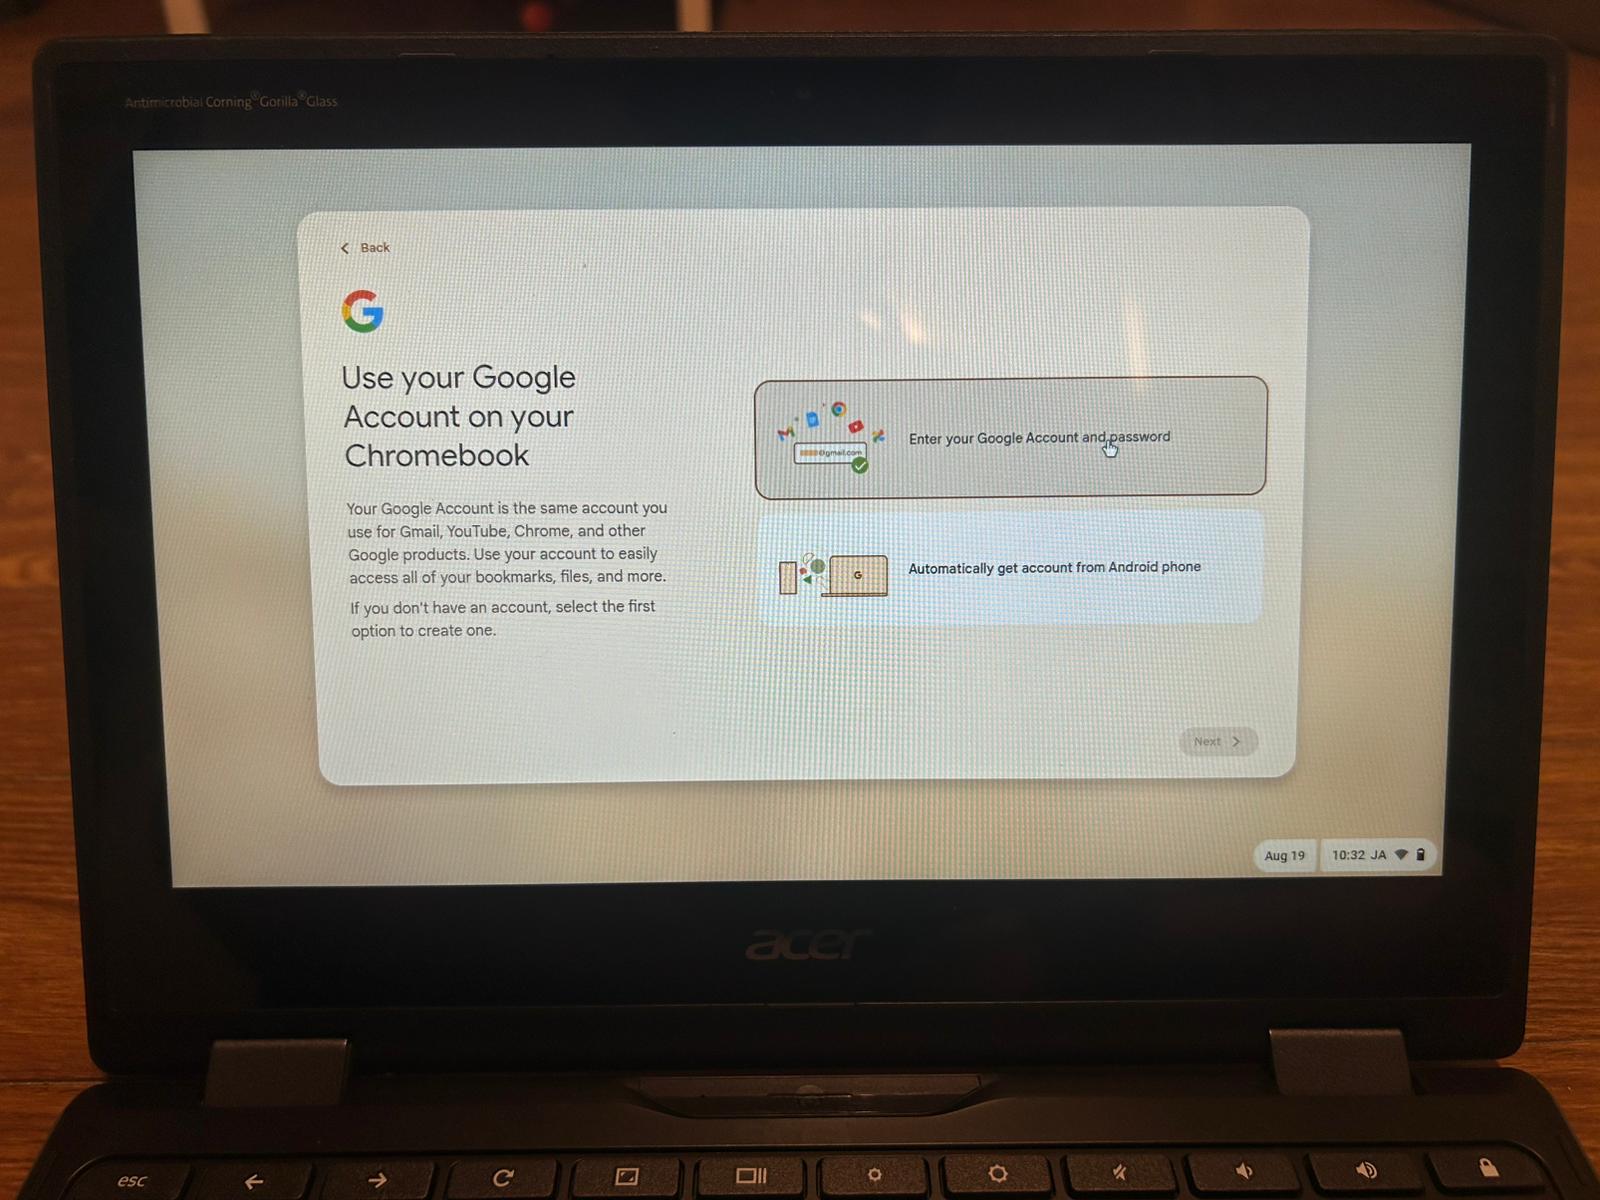 Antimicrobial Corning® Gorilla® Glass
Back
Use your Google
Account on your
Chromebook
Your Google Account is the same account you
use for Gmail, YouTube, Chrome, and other
Google products. Use your account to easily
access all of your bookmarks, files, and more.
If you don't have an account, select the first
option to create one.
@gmail.com
Enter your Google Account and password
G
Automatically get account from Android phone
Next
Aug 19
10:32 JA
acer
esc